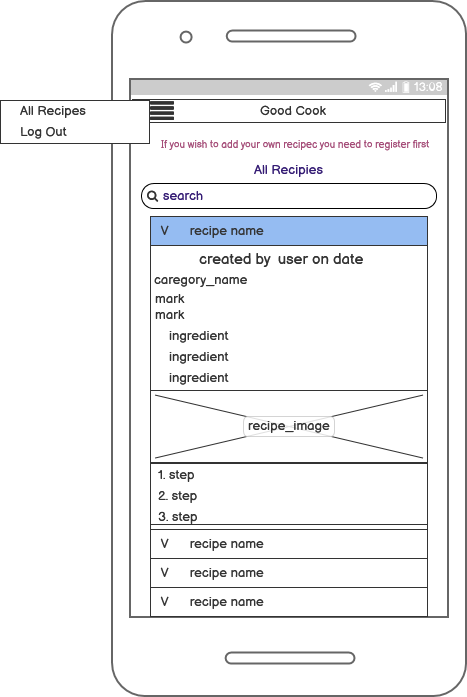 13:08
All Recipes
Log Out
Good Cook
If you wish to add your own recipec you need to register first
All Recipies
search
V recipe name
created by user on date
caregory_name
mark
mark
ingredient
ingredient
ingredient
recipe_image
1. step
2. step
3. step
V recipe name
V recipe name
V recipe name